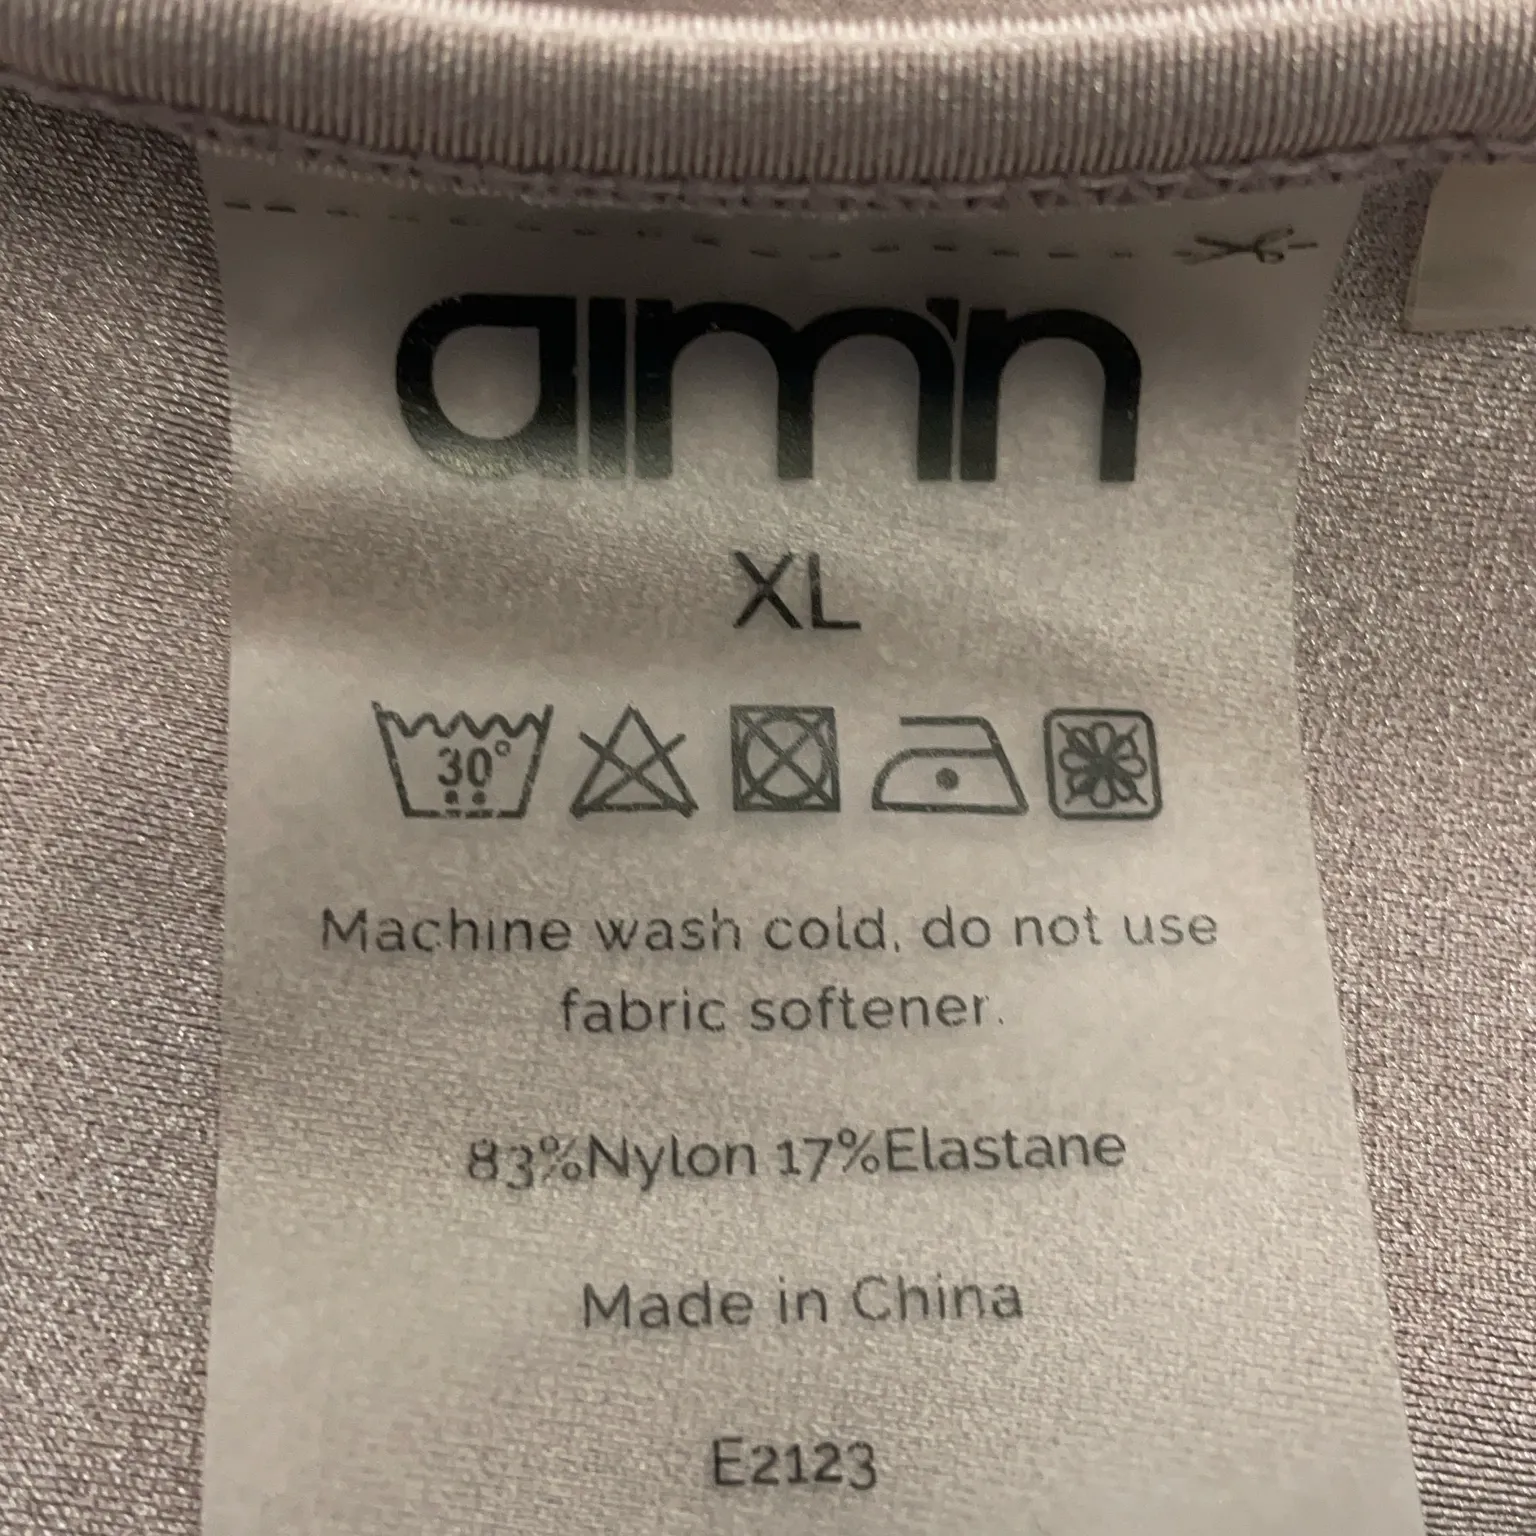 aim'n
XL
30°
Machine wash cold, do not use
fabric softener.
83%Nylon 17%Elastane
Made in China
E2123